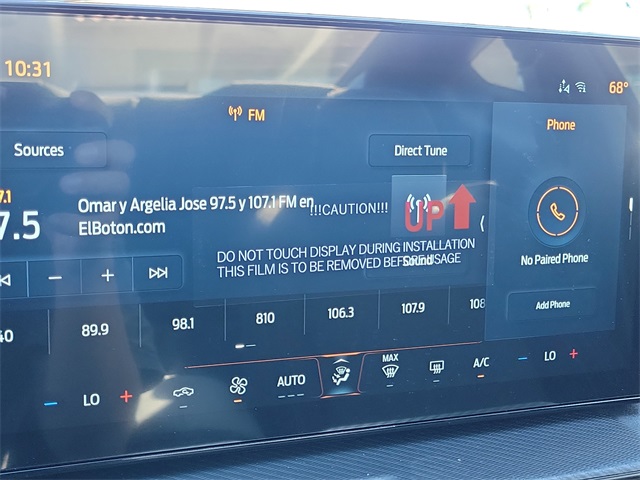 10:31
68°
FM
Phone
Sources
Direct Tune
7.1
7.5
Omar y Argelia Jose 97.5 y 107.1 FM en
ElBoton.com
!!!CAUTION!!!
UP
DO NOT TOUCH DISPLAY DURING INSTALLATION
THIS FILM IS TO BE REMOVED BEFORE USAGE
Sound
No Paired Phone
Add Phone
40
89.9
98.1
810
106.3
107.9
108
LO
AUTO
MAX
A/C
LO